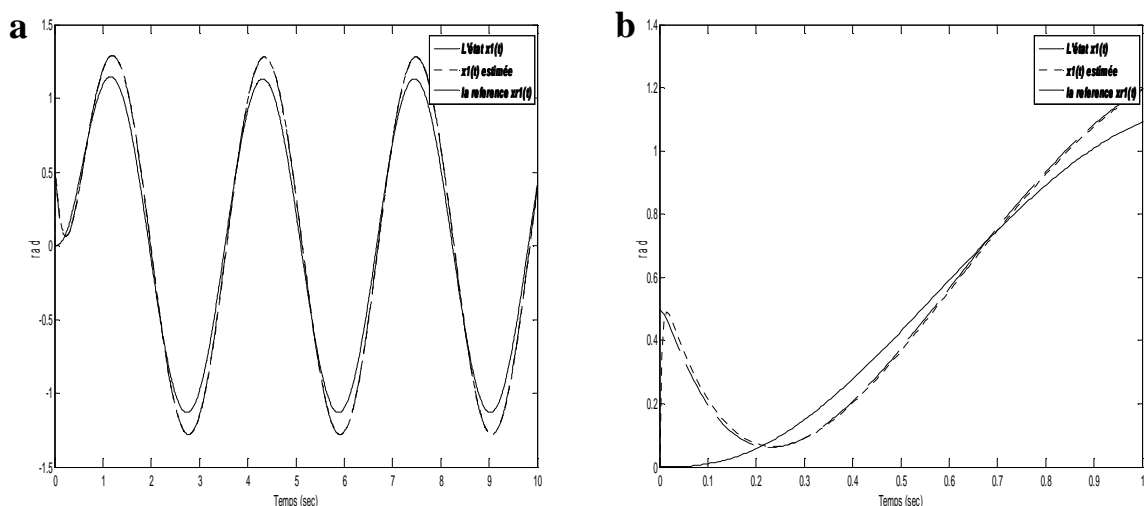 a
1.5
1
0.5
0
-0.5
-1
-1.5
rad
0 1 2 3 4 5 6 7 8 9 10
Temps (sec)
L'état x1(t)
x1(t) estimée
la reference xr1(t)
b
1.4
1.2
1
0.8
0.6
0.4
0.2
0
rad
0 0.1 0.2 0.3 0.4 0.5 0.6 0.7 0.8 0.9 1
Temps (sec)
L'état x1(t)
x1(t) estimée
la reference xr1(t)